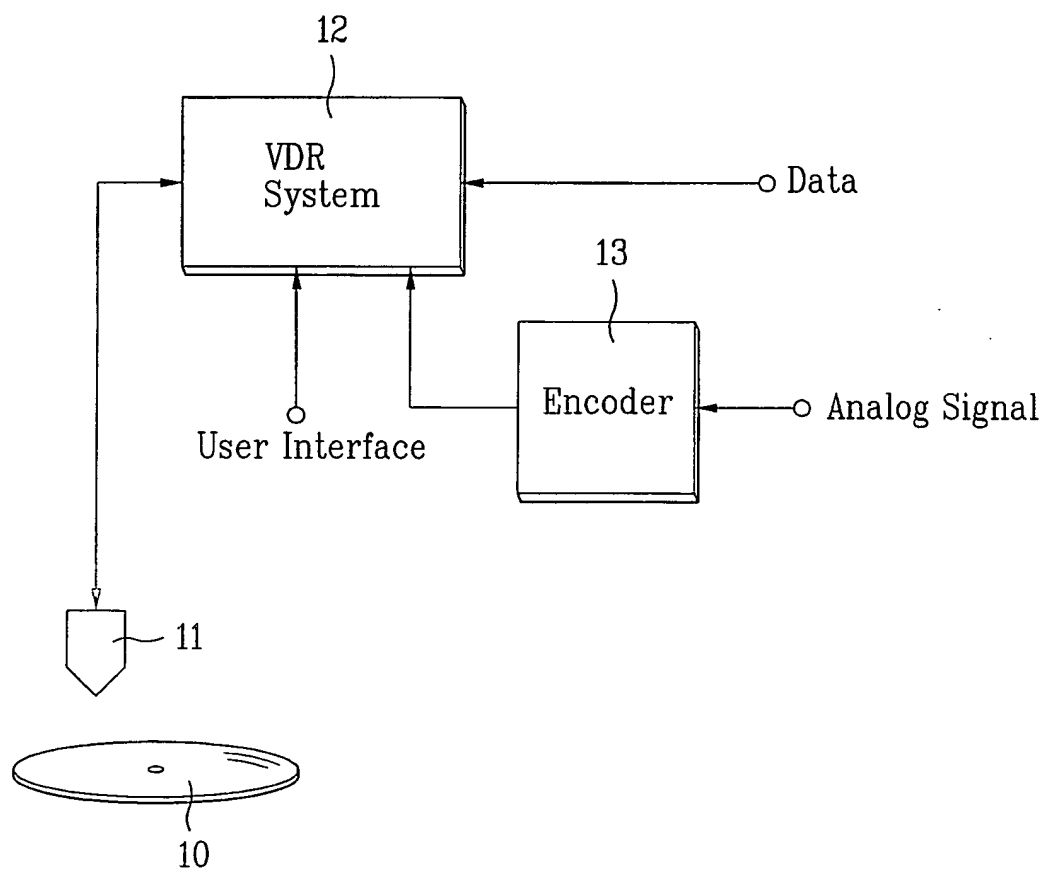 12
VDR
System
Data
13
Encoder
Analog Signal
User Interface
11
10